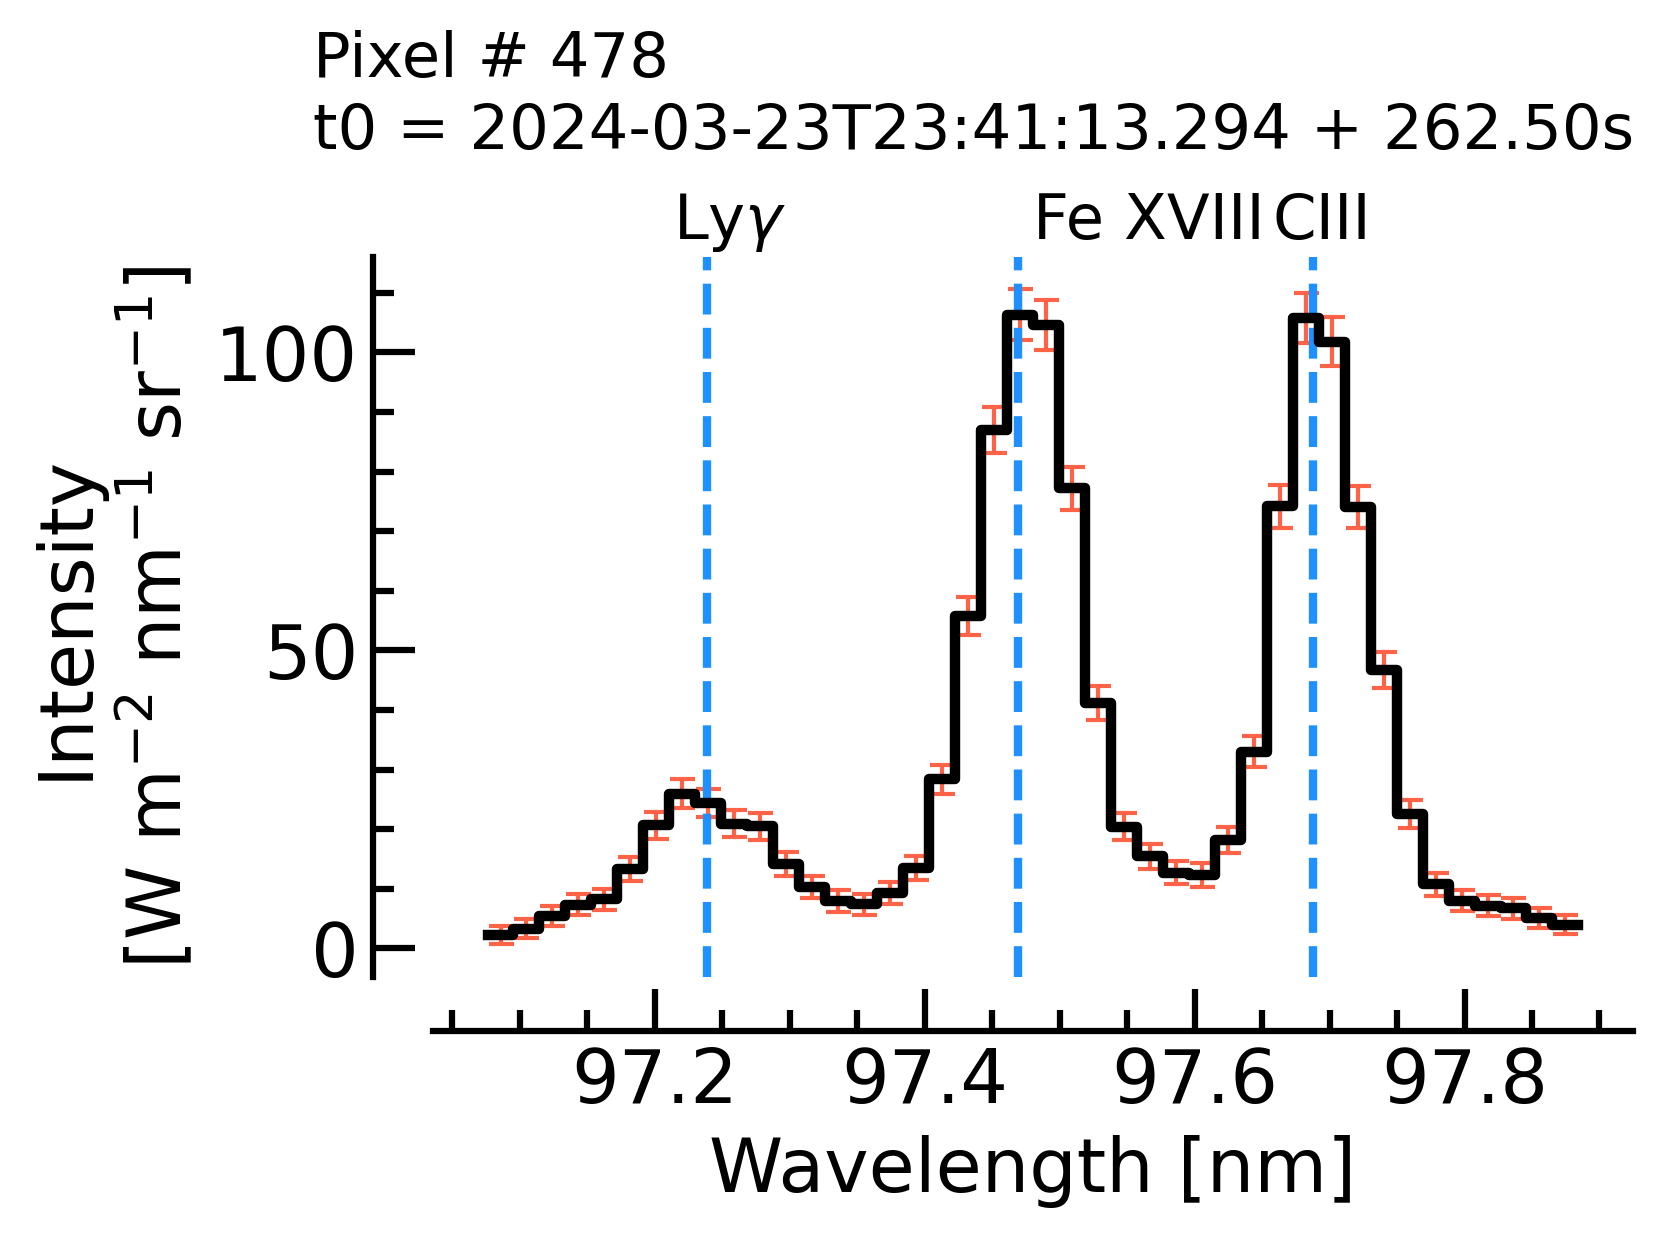 Pixel # 478
t0 = 2024-03-23T23:41:13.294 + 262.50s
Lyγ Fe XVIII CIII
Intensity
[W m⁻² nm⁻¹ sr⁻¹]
100
50
0
97.2 97.4 97.6 97.8
Wavelength [nm]